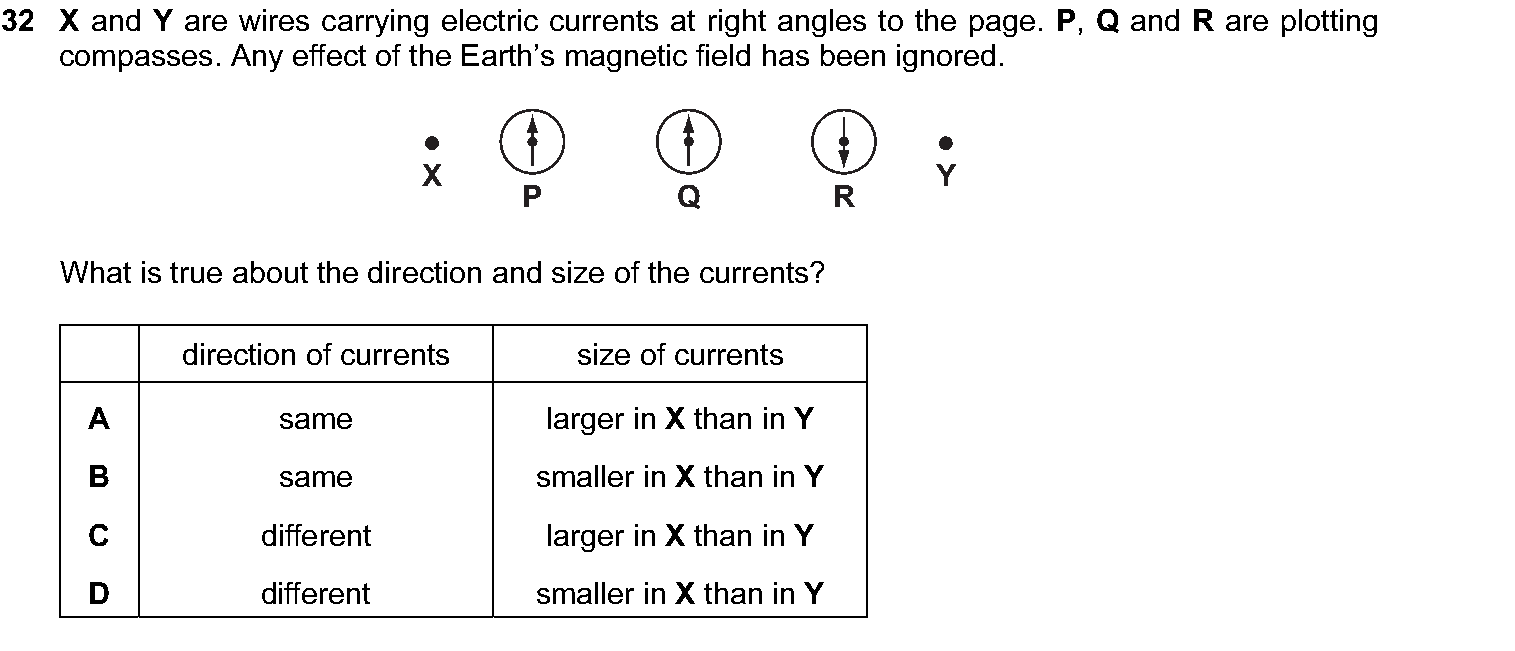 32 X and Y are wires carrying electric currents at right angles to the page. P, Q and R are plotting
compasses. Any effect of the Earth's magnetic field has been ignored.
X P Q R Y
What is true about the direction and size of the currents?
direction of currents size of currents
A same larger in X than in Y
B same smaller in X than in Y
C different larger in X than in Y
D different smaller in X than in Y